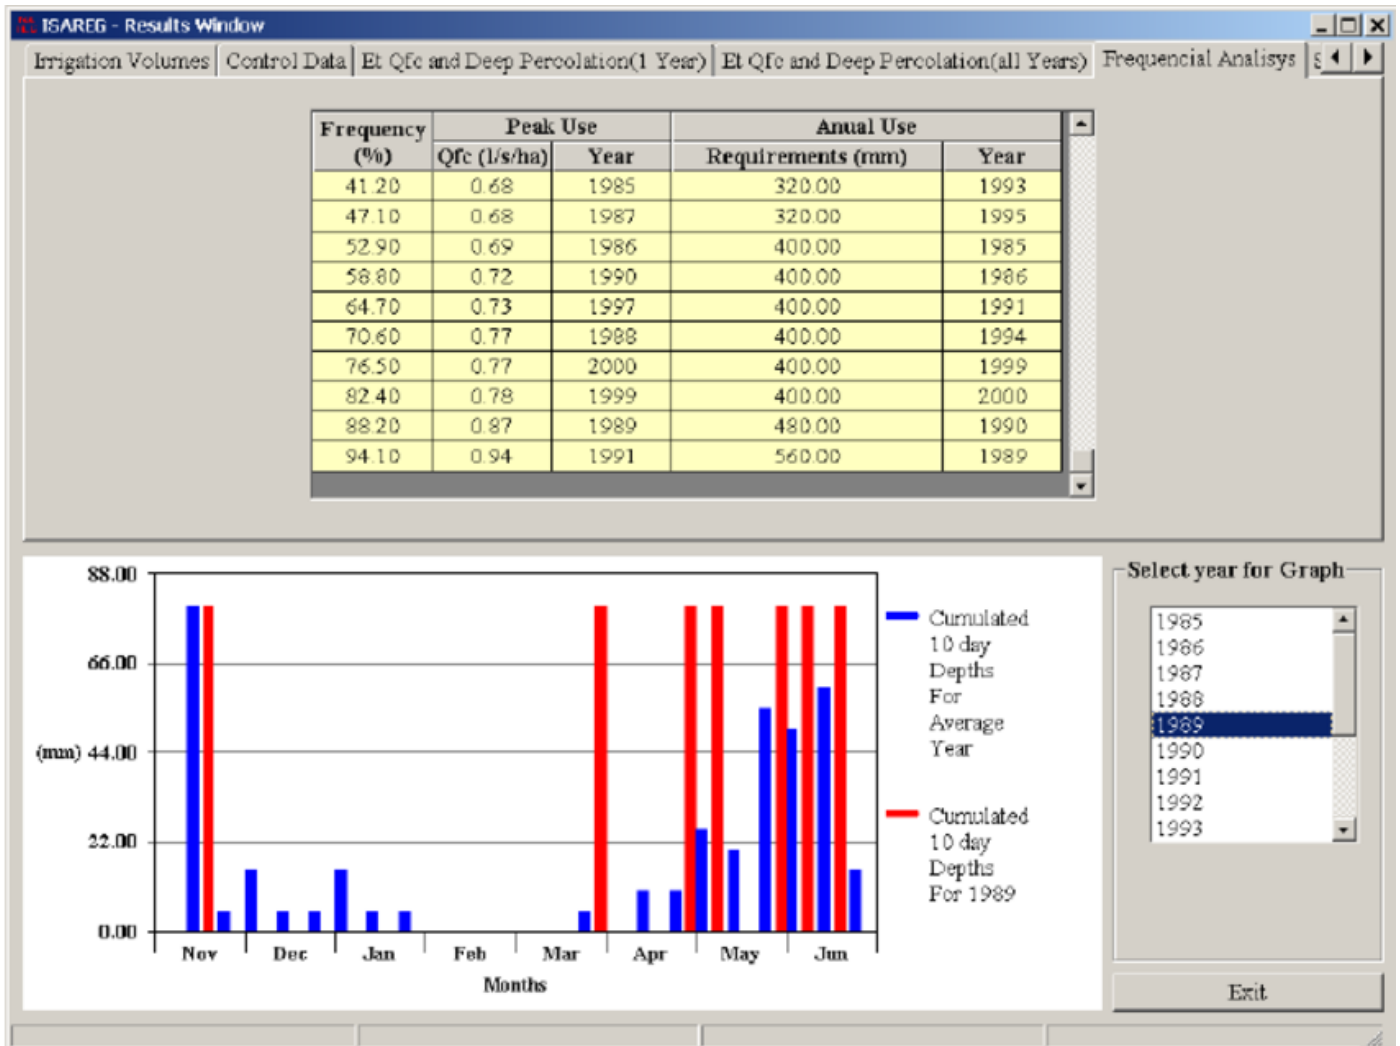 ISAREG - Results Window
Irrigation Volumes Control Data Et Qfc and Deep Percolation(1 Year) Et Qfc and Deep Percolation(all Years) Frequencial Analisys
Frequency Peak Use Anual Use
(%) Qfc (l/s/ha) Year Requirements (mm) Year
41.20 0.68 1985 320.00 1993
47.10 0.68 1987 320.00 1995
52.90 0.69 1986 400.00 1985
58.80 0.72 1990 400.00 1986
64.70 0.73 1997 400.00 1991
70.60 0.77 1988 400.00 1994
76.50 0.77 2000 400.00 1999
82.40 0.78 1999 400.00 2000
88.20 0.87 1989 480.00 1990
94.10 0.94 1991 560.00 1989
88.00
66.00
(mm) 44.00
22.00
0.00
Nov Dec Jan Feb Mar Apr May Jun
Months
Cumulated
10 day
Depths
For
Average
Year
Cumulated
10 day
Depths
For 1989
Select year for Graph
1985
1986
1987
1988
1989
1990
1991
1992
1993
Exit